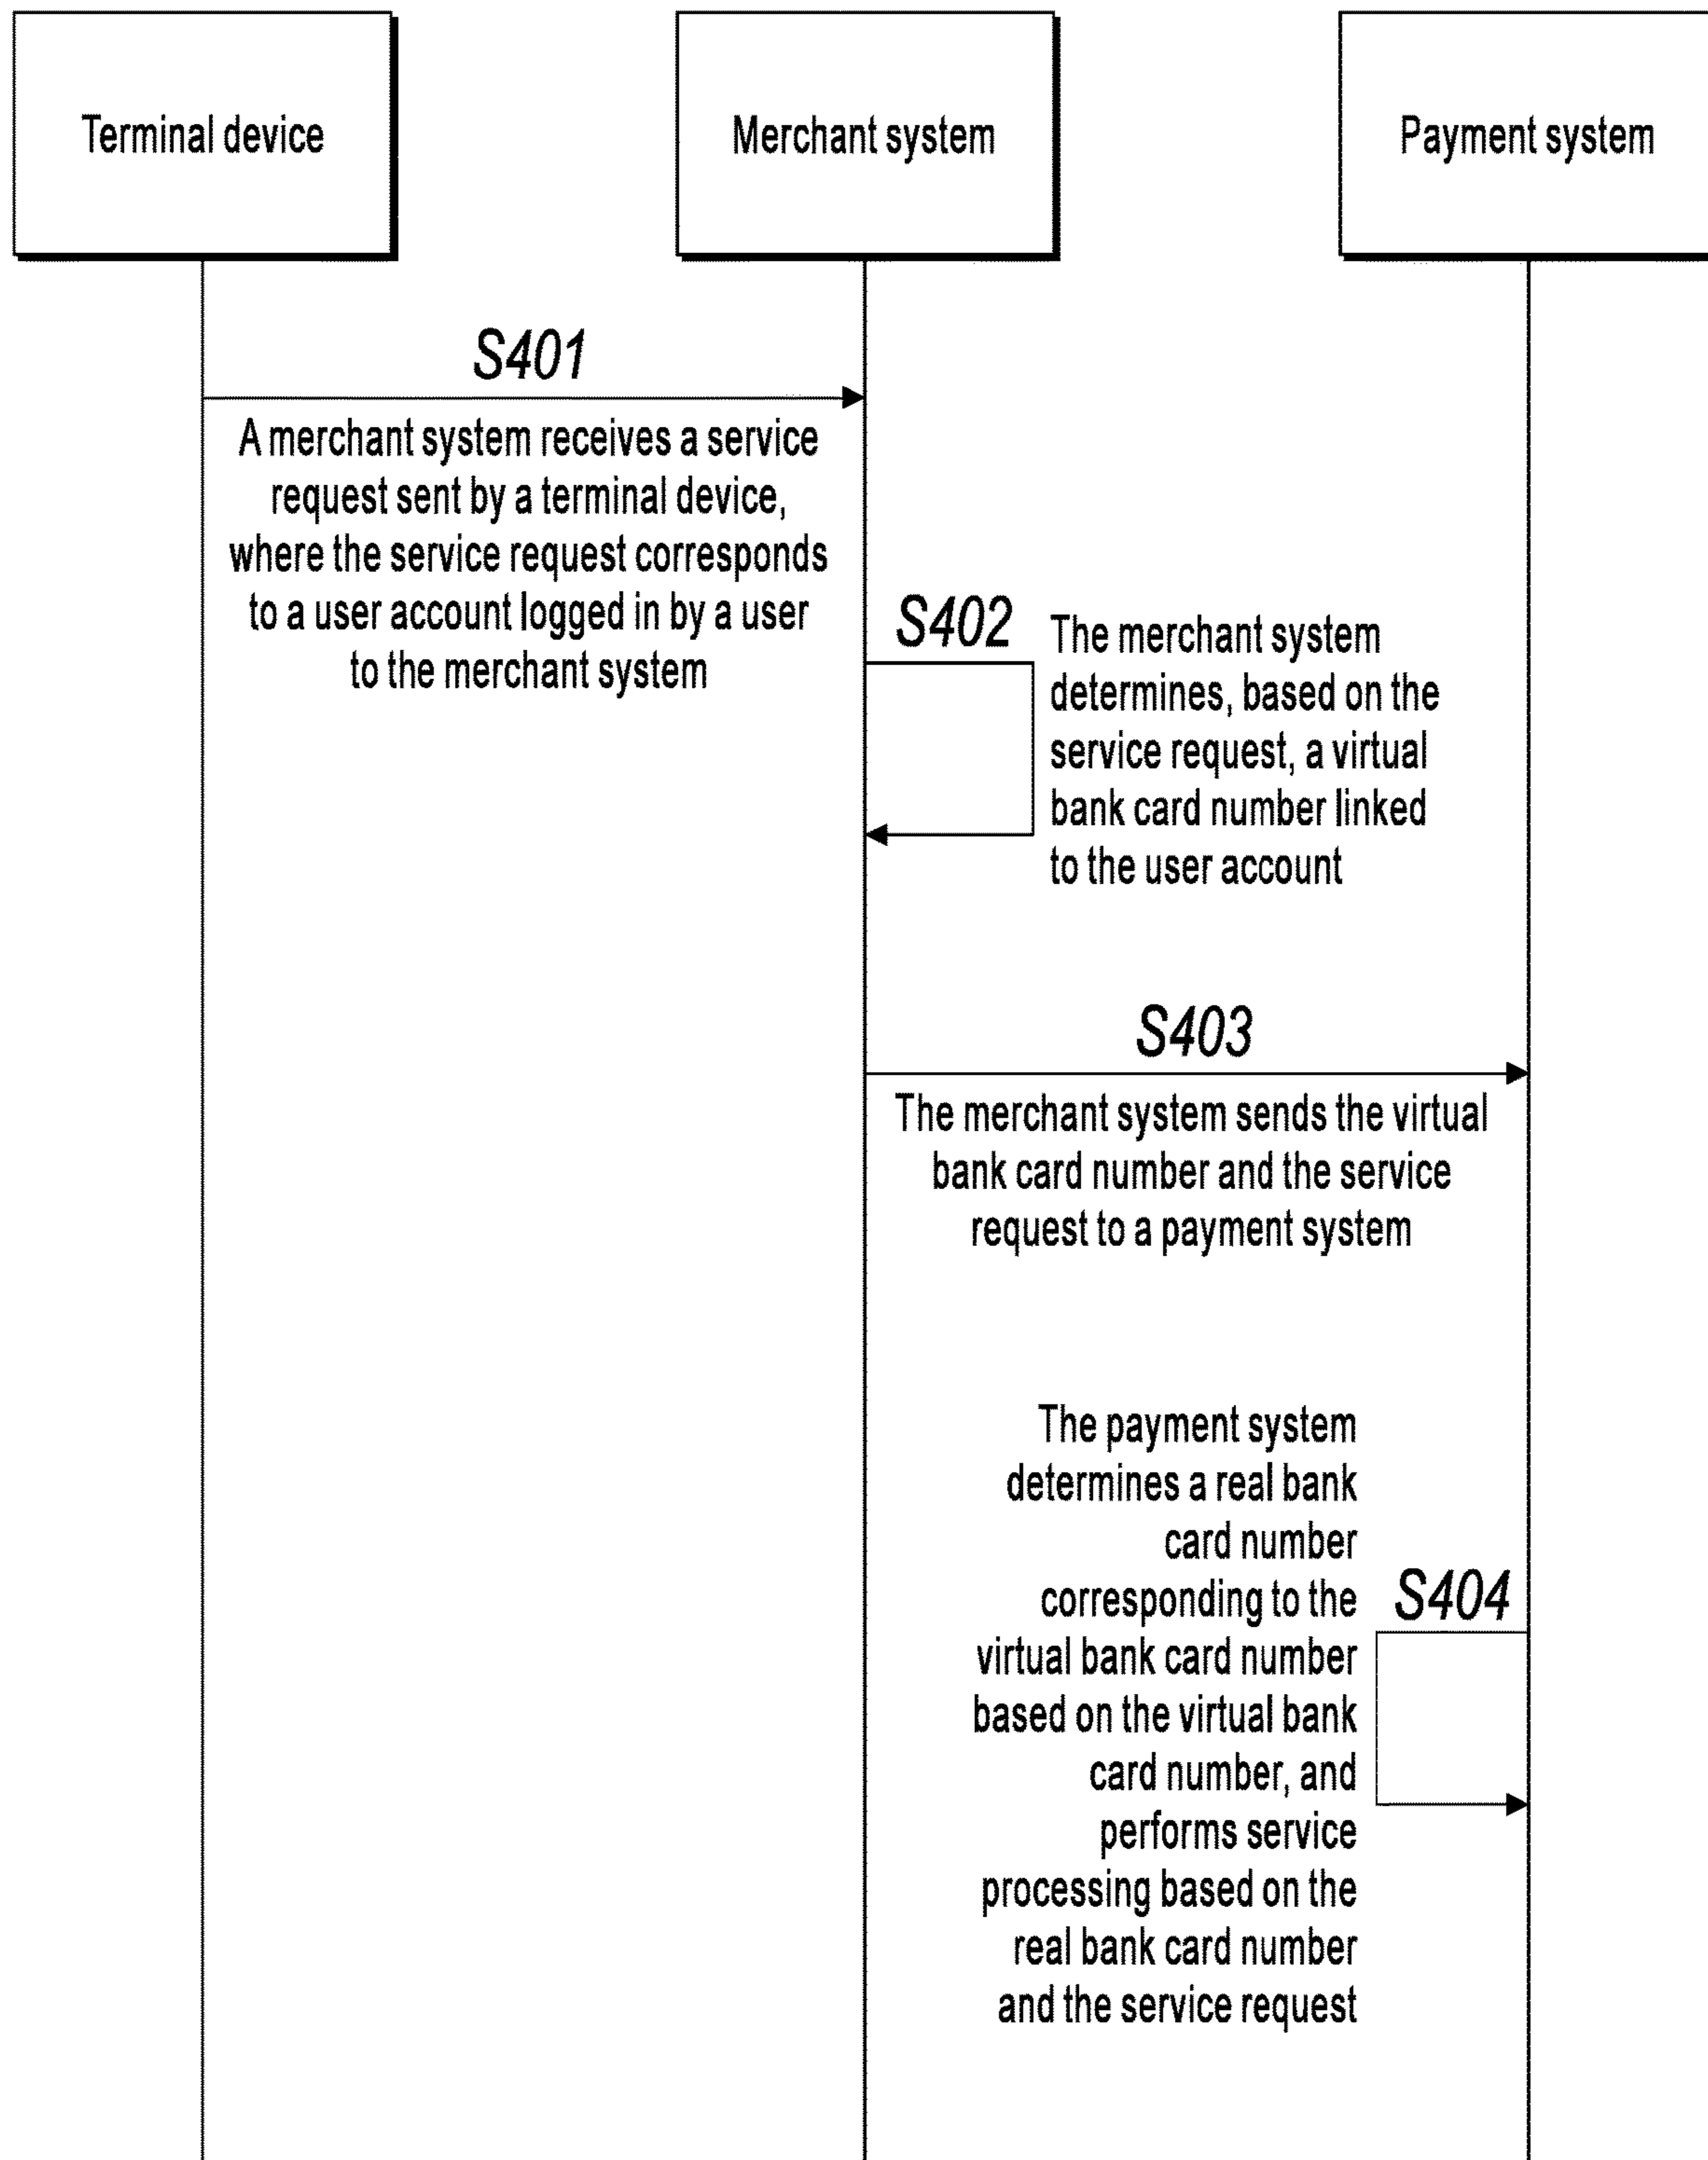 Terminal device
Merchant system
Payment system
S401
A merchant system receives a service
request sent by a terminal device,
where the service request corresponds
to a user account logged in by a user
to the merchant system
S402
The merchant system
determines, based on the
service request, a virtual
bank card number linked
to the user account
S403
The merchant system sends the virtual
bank card number and the service
request to a payment system
The payment system
determines a real bank
card number
corresponding to the
virtual bank card number
based on the virtual bank
card number, and
performs service
processing based on the
real bank card number
and the service request
S404